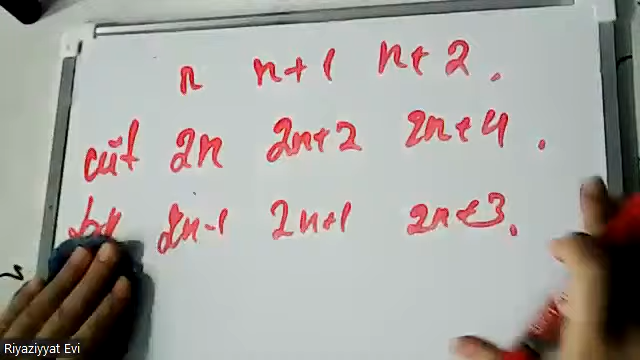 n n+1 n+2 .
cüt 2n 2n+2 2n+4 .
2n-1 2n+1 2n+3 .
Riyaziyyat Evi